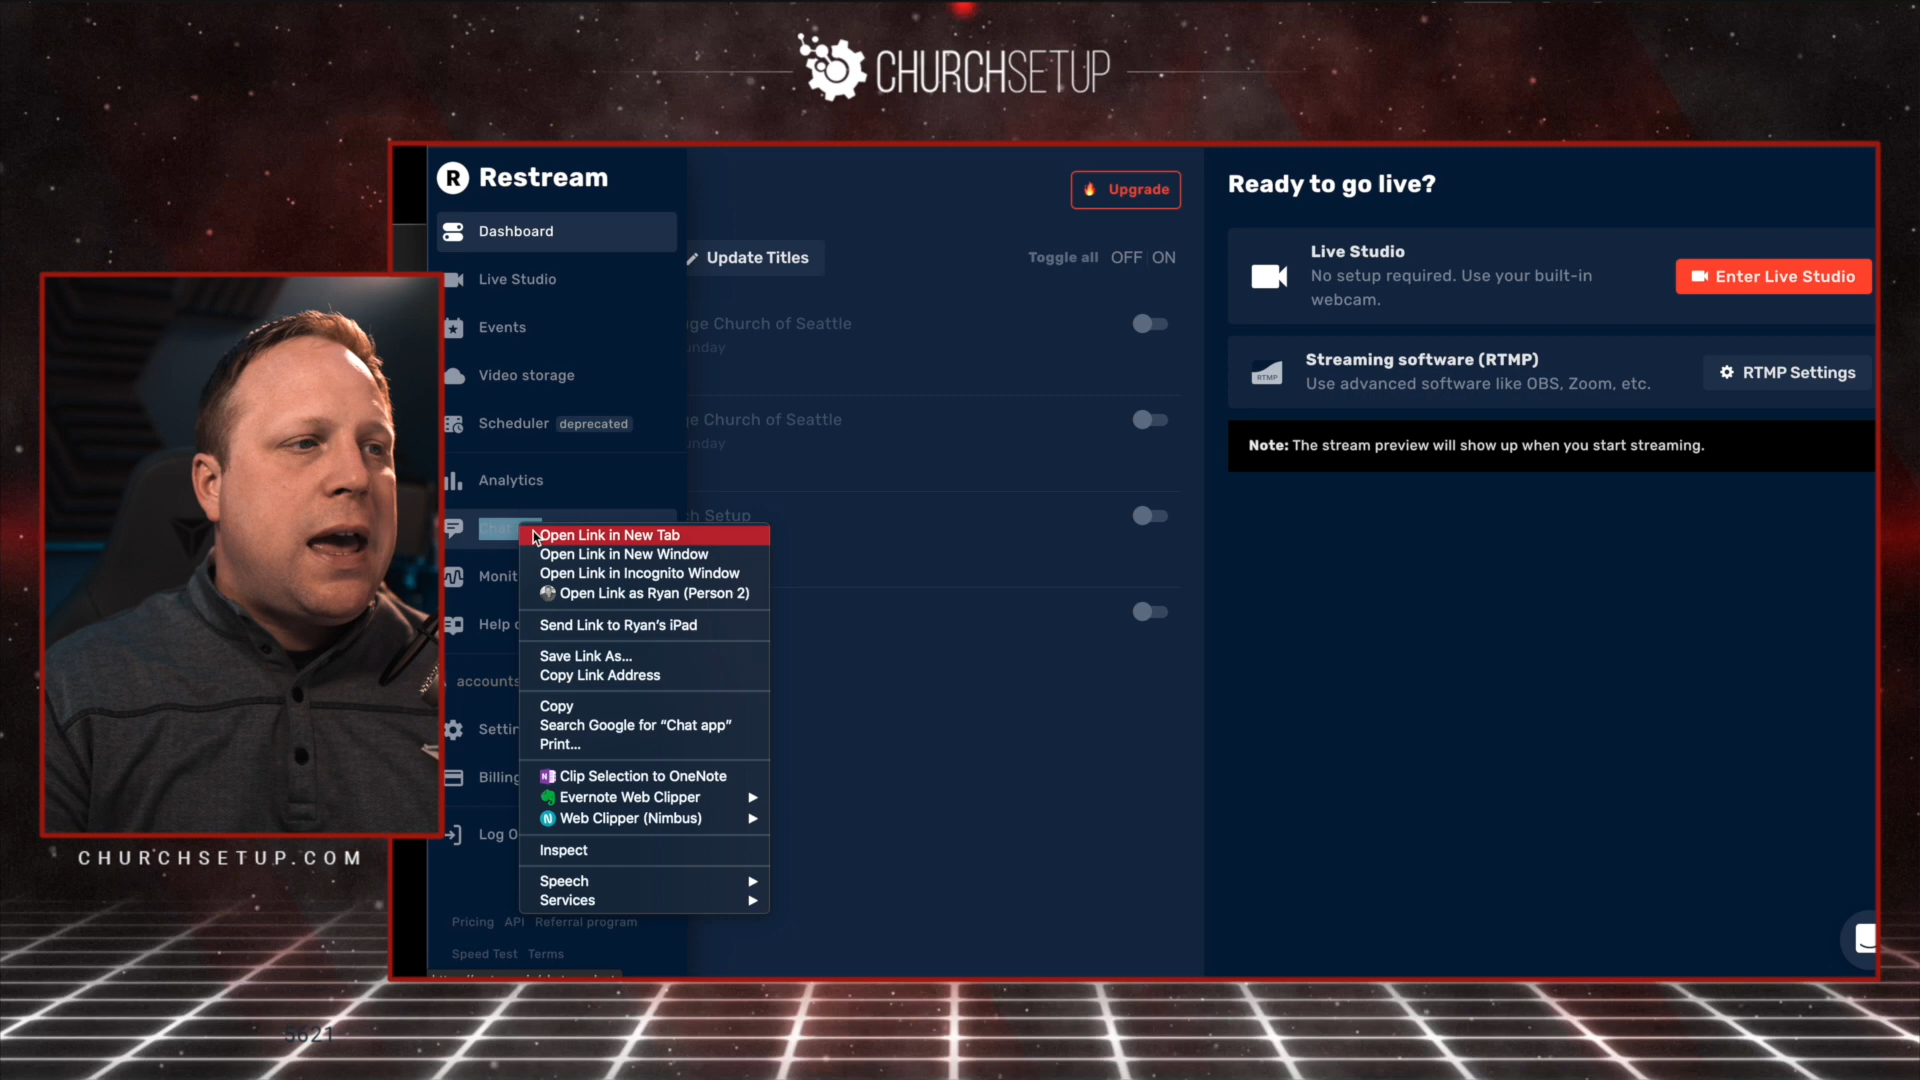 CHURCHSETUP
R Restream
Dashboard
Live Studio
Events
Video storage
Scheduler deprecated
Analytics
Chat
Monit
Help
accounts
Settin
Billing
Log O
Pricing API Referral program
Speed Test Terms
Upgrade
Update Titles
Toggle all OFF ON
ge Church of Seattle
unday
e Church of Seattle
unday
ch Setup
Open Link in New Tab
Open Link in New Window
Open Link in Incognito Window
Open Link as Ryan (Person 2)
Send Link to Ryan's iPad
Save Link As...
Copy Link Address
Copy
Search Google for “Chat app”
Print...
N Clip Selection to OneNote
Evernote Web Clipper
N Web Clipper (Nimbus)
Inspect
Speech
Services
Ready to go live?
Live Studio
No setup required. Use your built-in
webcam.
Enter Live Studio
RTMP
Streaming software (RTMP)
Use advanced software like OBS, Zoom, etc.
RTMP Settings
Note: The stream preview will show up when you start streaming.
CHURCHSETUP.COM
5621